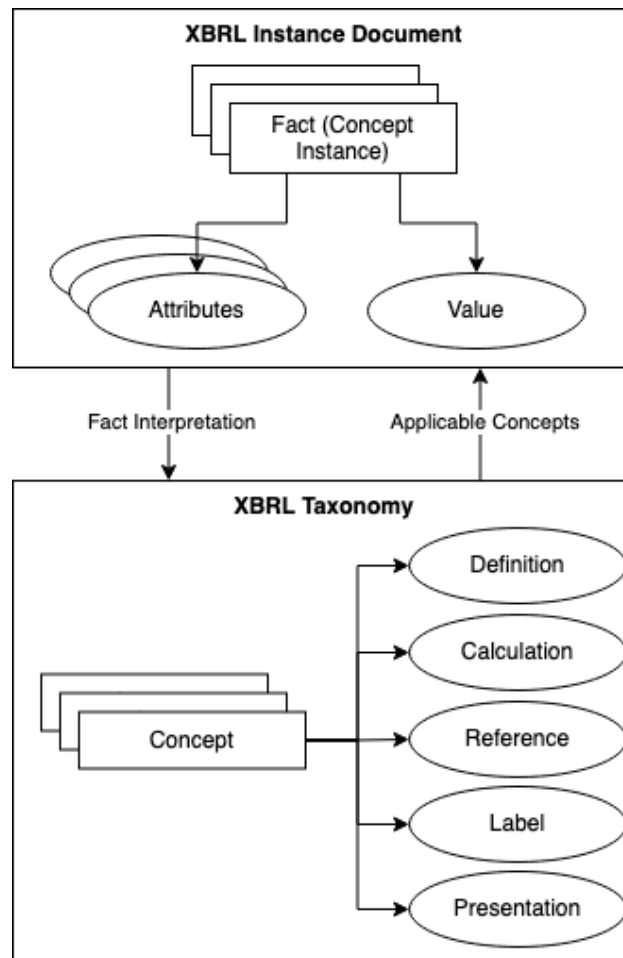 XBRL Instance Document
Fact (Concept
Instance)
Attributes
Value
Fact Interpretation
Applicable Concepts
XBRL Taxonomy
Definition
Calculation
Concept
Reference
Label
Presentation